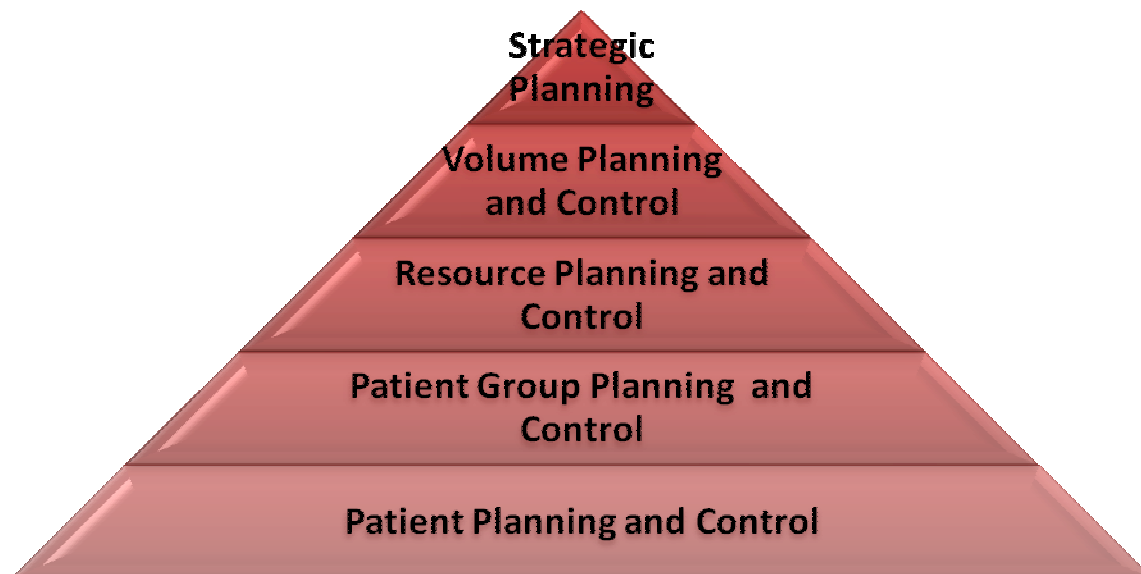 Strategic
Planning
Volume Planning
and Control
Resource Planning and
Control
Patient Group Planning  and
Control
Patient Planning and Control